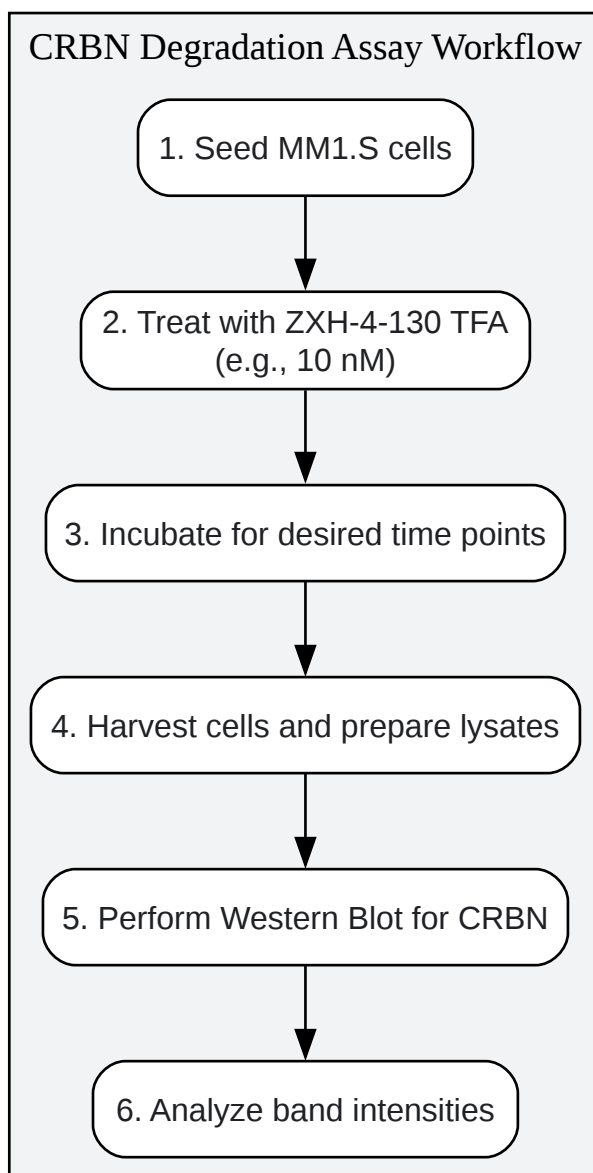 CRBN Degradation Assay Workflow
1. Seed MM1.S cells
2. Treat with ZXH-4-130 TFA
(e.g., 10 nM)
3. Incubate for desired time points
4. Harvest cells and prepare lysates
5. Perform Western Blot for CRBN
6. Analyze band intensities